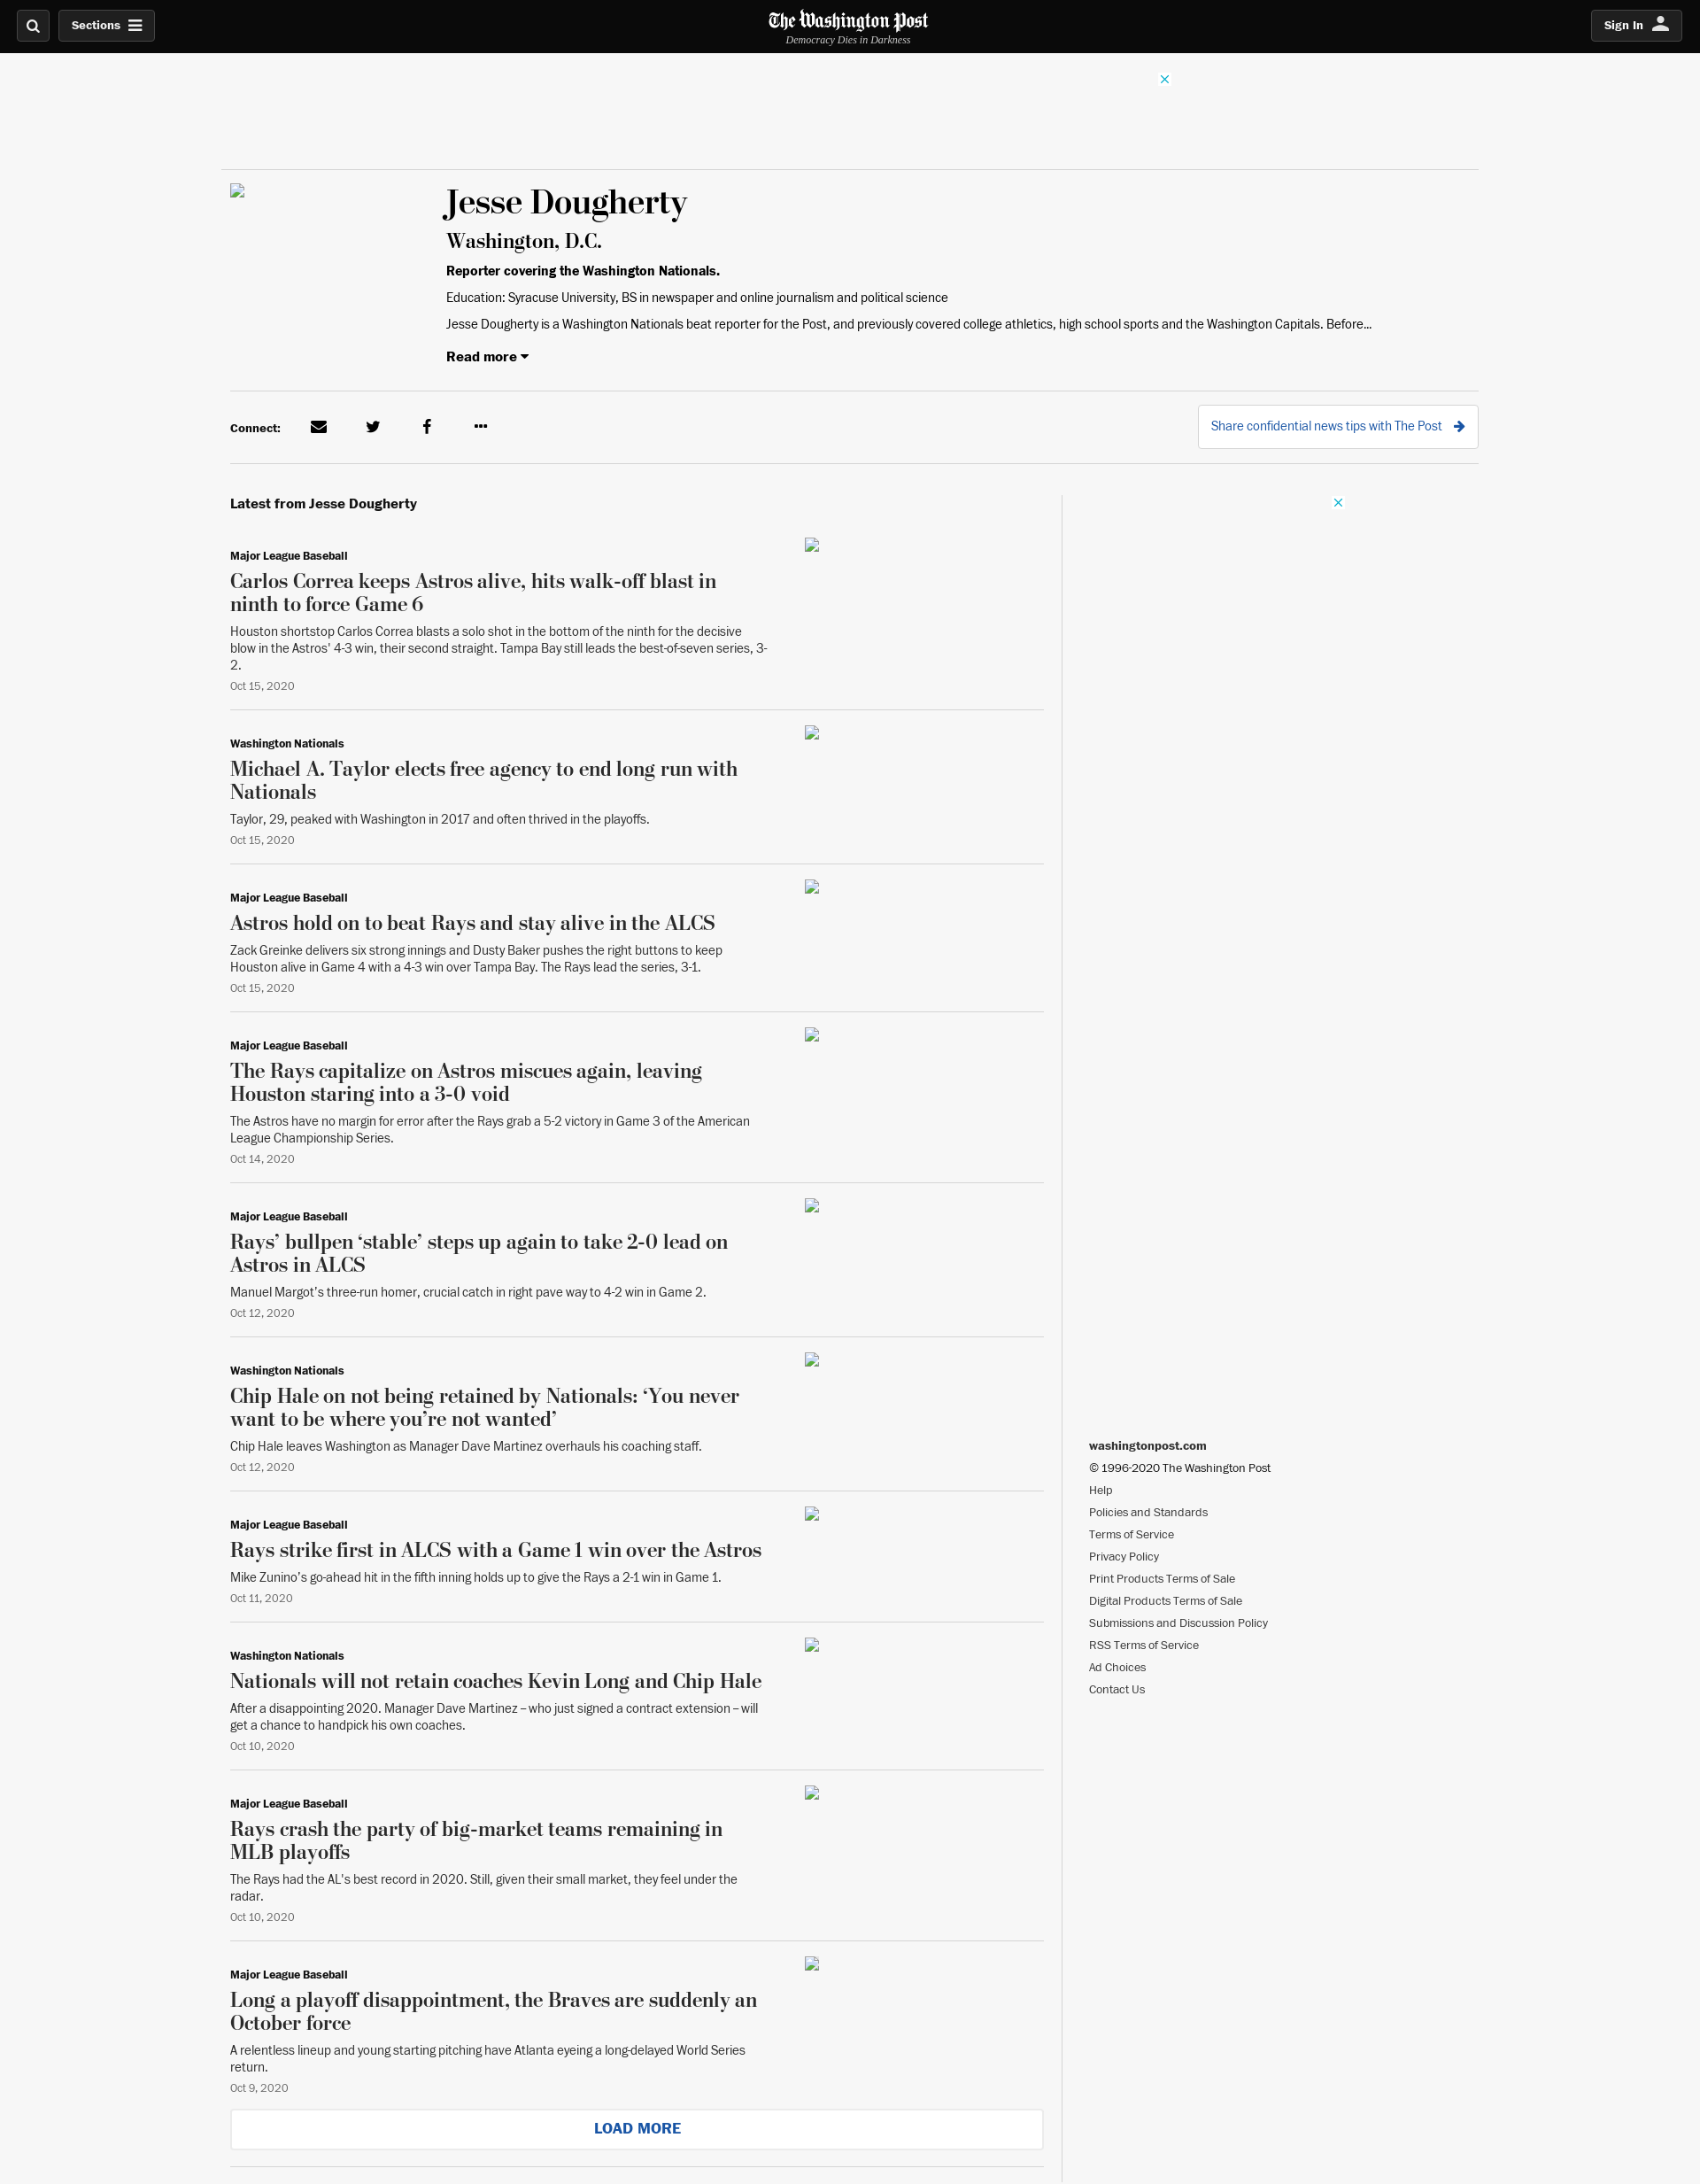 Sections
The Washington Post
Democracy Dies in Darkness
Sign In
Jesse Dougherty
Washington, D.C.
Reporter covering the Washington Nationals.
Education: Syracuse University, BS in newspaper and online journalism and political science
Jesse Dougherty is a Washington Nationals beat reporter for the Post, and previously covered college athletics, high school sports and the Washington Capitals. Before...
Read more
Connect:
Share confidential news tips with The Post
Latest from Jesse Dougherty
Major League Baseball
Carlos Correa keeps Astros alive, hits walk-off blast in
ninth to force Game 6
Houston shortstop Carlos Correa blasts a solo shot in the bottom of the ninth for the decisive
blow in the Astros' 4-3 win, their second straight. Tampa Bay still leads the best-of-seven series, 3-
2.
Oct 15, 2020
Washington Nationals
Michael A. Taylor elects free agency to end long run with
Nationals
Taylor, 29, peaked with Washington in 2017 and often thrived in the playoffs.
Oct 15, 2020
Major League Baseball
Astros hold on to beat Rays and stay alive in the ALCS
Zack Greinke delivers six strong innings and Dusty Baker pushes the right buttons to keep
Houston alive in Game 4 with a 4-3 win over Tampa Bay. The Rays lead the series, 3-1.
Oct 15, 2020
Major League Baseball
The Rays capitalize on Astros miscues again, leaving
Houston staring into a 3-0 void
The Astros have no margin for error after the Rays grab a 5-2 victory in Game 3 of the American
League Championship Series.
Oct 14, 2020
Major League Baseball
Rays’ bullpen ‘stable’ steps up again to take 2-0 lead on
Astros in ALCS
Manuel Margot’s three-run homer, crucial catch in right pave way to 4-2 win in Game 2.
Oct 12, 2020
Washington Nationals
Chip Hale on not being retained by Nationals: ‘You never
want to be where you’re not wanted’
Chip Hale leaves Washington as Manager Dave Martinez overhauls his coaching staff.
Oct 12, 2020
Major League Baseball
Rays strike first in ALCS with a Game 1 win over the Astros
Mike Zunino’s go-ahead hit in the fifth inning holds up to give the Rays a 2-1 win in Game 1.
Oct 11, 2020
Washington Nationals
Nationals will not retain coaches Kevin Long and Chip Hale
After a disappointing 2020. Manager Dave Martinez – who just signed a contract extension – will
get a chance to handpick his own coaches.
Oct 10, 2020
Major League Baseball
Rays crash the party of big-market teams remaining in
MLB playoffs
The Rays had the AL's best record in 2020. Still, given their small market, they feel under the
radar.
Oct 10, 2020
Major League Baseball
Long a playoff disappointment, the Braves are suddenly an
October force
A relentless lineup and young starting pitching have Atlanta eyeing a long-delayed World Series
return.
Oct 9, 2020
LOAD MORE
washingtonpost.com
© 1996-2020 The Washington Post
Help
Policies and Standards
Terms of Service
Privacy Policy
Print Products Terms of Sale
Digital Products Terms of Sale
Submissions and Discussion Policy
RSS Terms of Service
Ad Choices
Contact Us